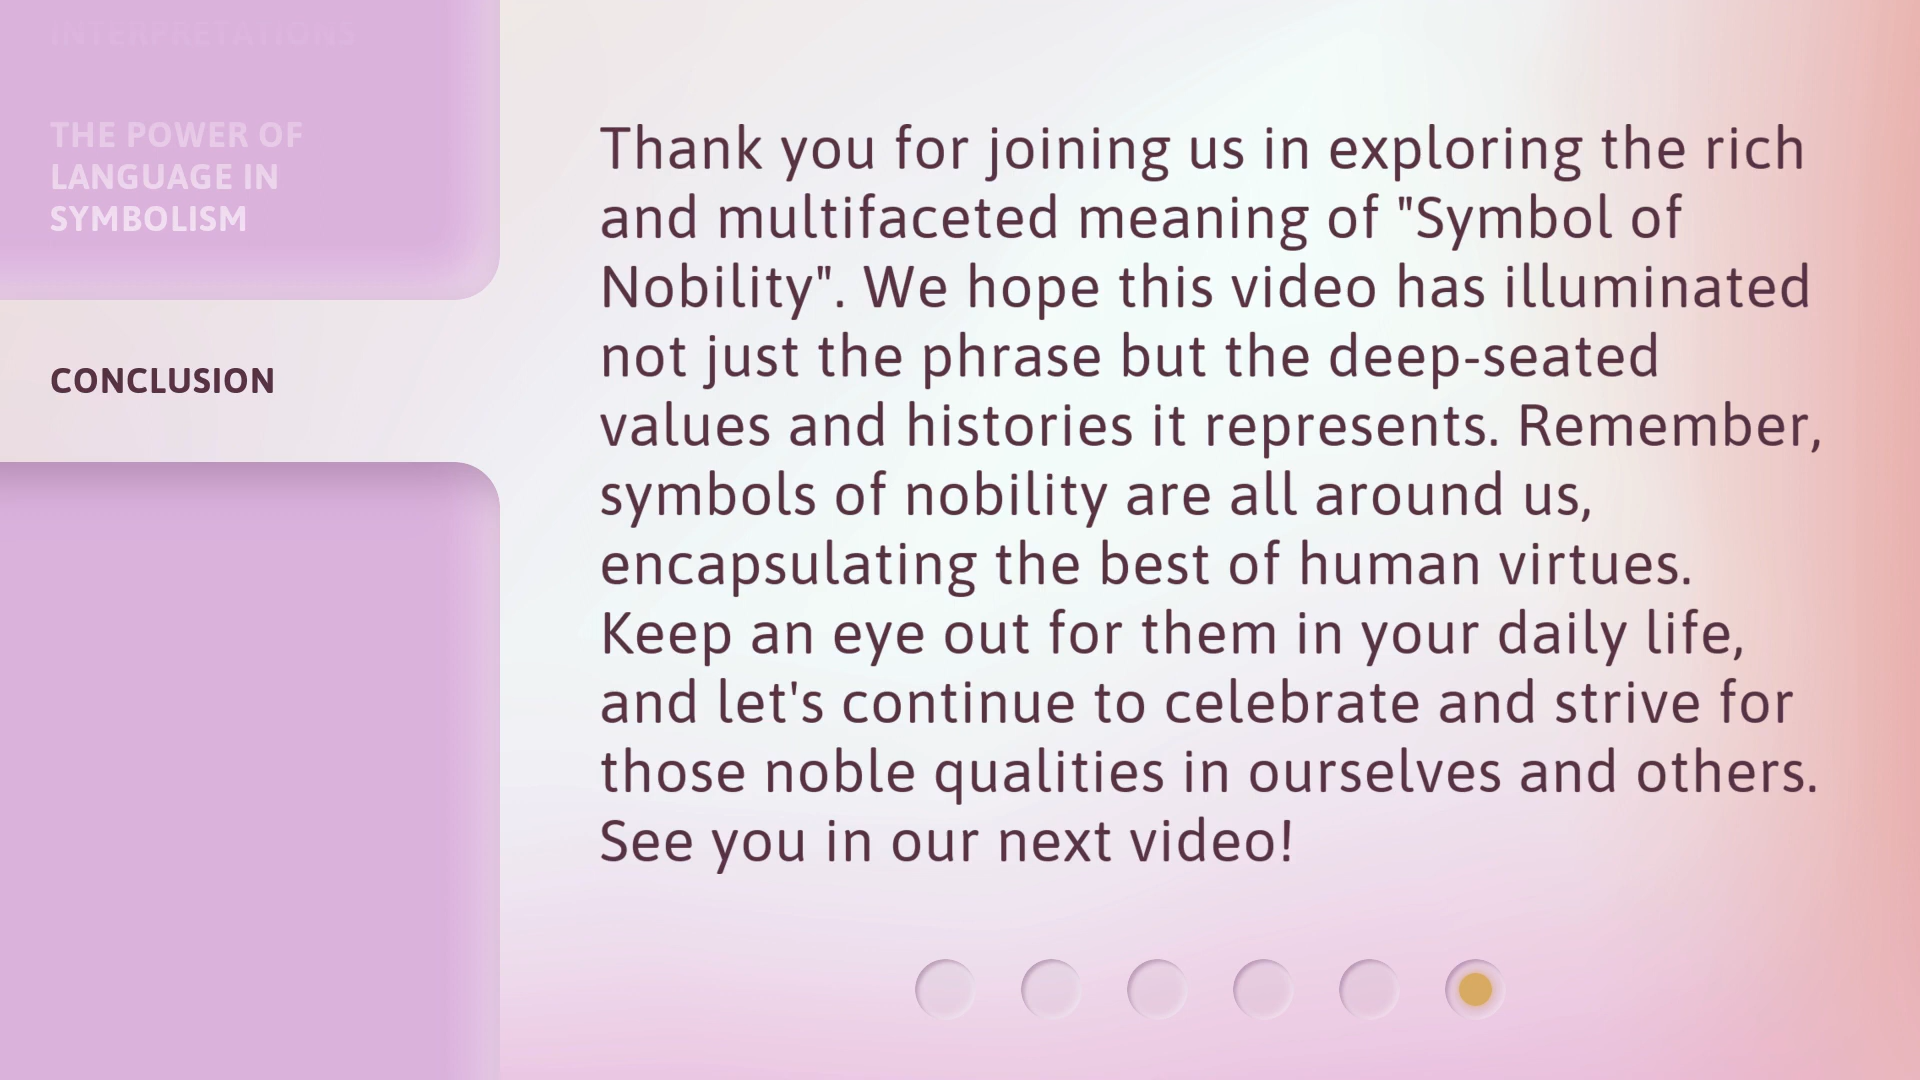 INTERPRETATIONS
THE POWER OF
LANGUAGE IN
SYMBOLISM
CONCLUSION
Thank you for joining us in exploring the rich
and multifaceted meaning of "Symbol of
Nobility". We hope this video has illuminated
not just the phrase but the deep-seated
values and histories it represents. Remember,
symbols of nobility are all around us,
encapsulating the best of human virtues.
Keep an eye out for them in your daily life,
and let's continue to celebrate and strive for
those noble qualities in ourselves and others.
See you in our next video!